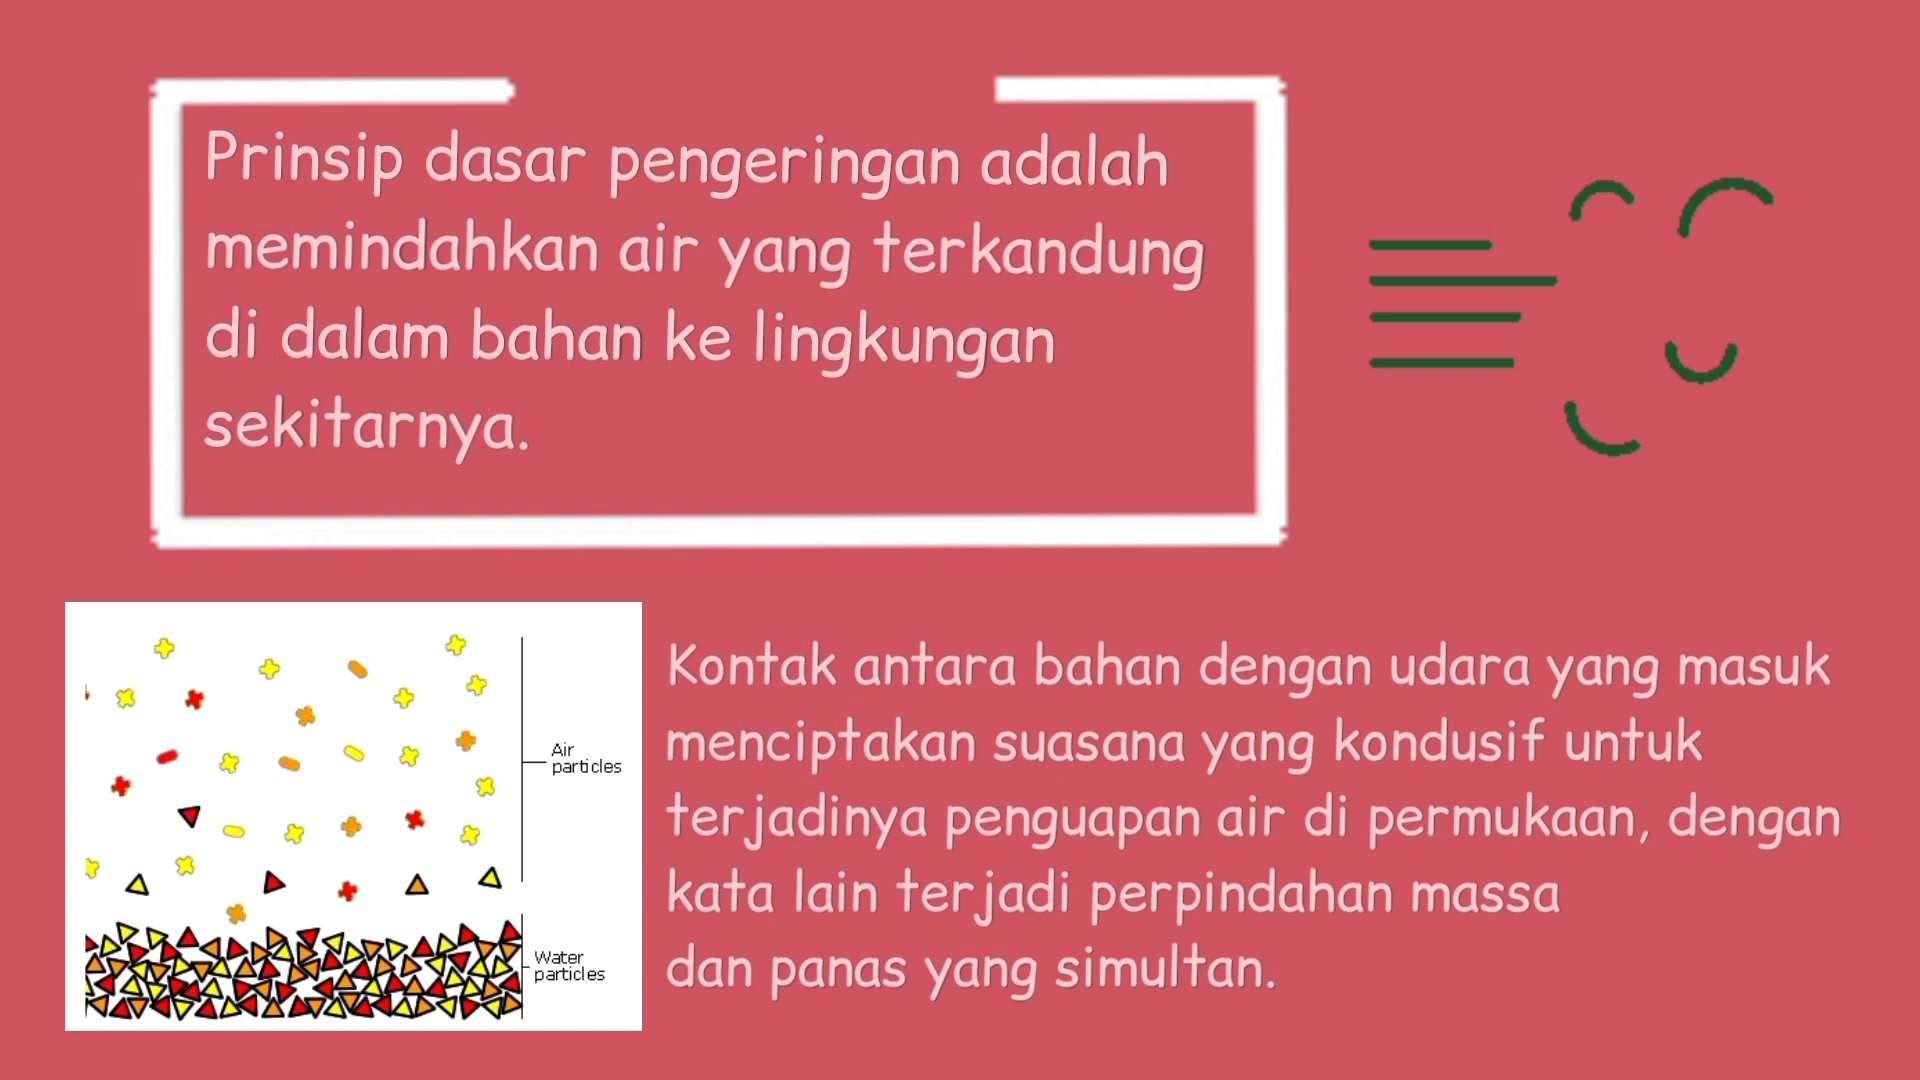 Prinsip dasar pengeringan adalah
memindahkan air yang terkandung
di dalam bahan ke lingkungan
sekitarnya.
Air
particles
Water
particles
Kontak antara bahan dengan udara yang masuk
menciptakan suasana yang kondusif untuk
terjadinya penguapan air di permukaan, dengan
kata lain terjadi perpindahan massa
dan panas yang simultan.